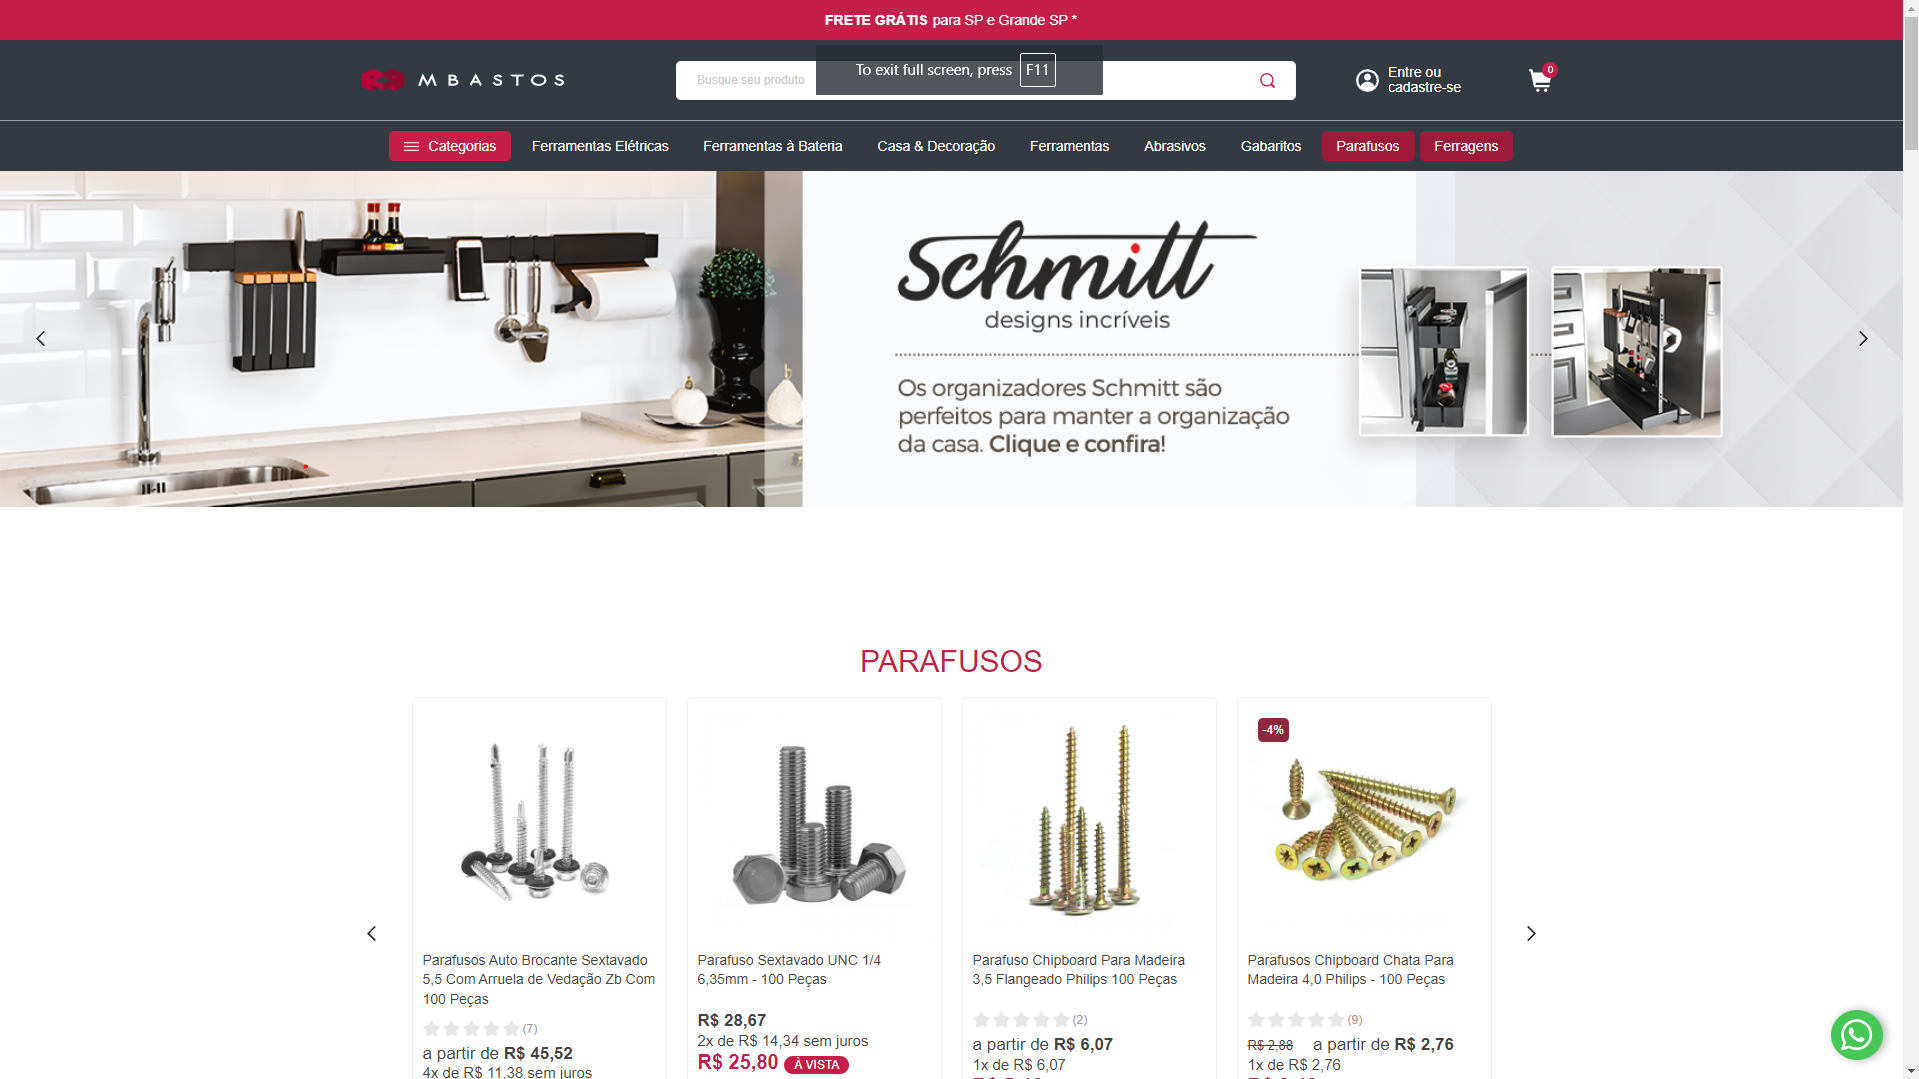 FRETE GRÁTIS para SP e Grande SP *
MBASTOS
Busque seu produto
To exit full screen, press F11
Entre ou
cadastre-se
0
Categorias
Ferramentas Elétricas
Ferramentas à Bateria
Casa & Decoração
Ferramentas
Abrasivos
Gabaritos
Parafusos
Ferragens
Schmitt
designs incríveis
Os organizadores Schmitt são
perfeitos para manter a organização
da casa. Clique e confira!
PARAFUSOS
Parafusos Auto Brocante Sextavado
5,5 Com Arruela de Vedação Zb Com
100 Peças
(7)
a partir de R$ 45,52
4x de R$ 11,38 sem juros
Parafuso Sextavado UNC 1/4
6,35mm - 100 Peças
R$ 28,67
2x de R$ 14,34 sem juros
R$ 25,80 À VISTA
Parafuso Chipboard Para Madeira
3,5 Flangeado Philips 100 Peças
(2)
a partir de R$ 6,07
1x de R$ 6,07
-4%
Parafusos Chipboard Chata Para
Madeira 4,0 Philips - 100 Peças
(9)
R$ 2,88 a partir de R$ 2,76
1x de R$ 2,76